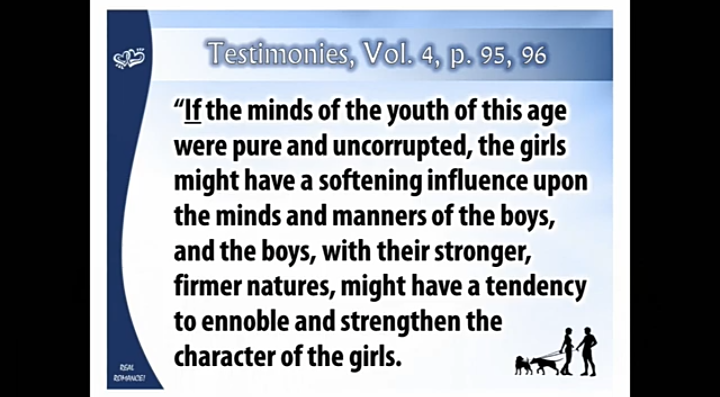 Testimonies, Vol. 4, p. 95, 96
“If the minds of the youth of this age
were pure and uncorrupted, the girls
might have a softening influence upon
the minds and manners of the boys,
and the boys, with their stronger,
firmer natures, might have a tendency
to ennoble and strengthen the
character of the girls.
REAL
ROMANCE!